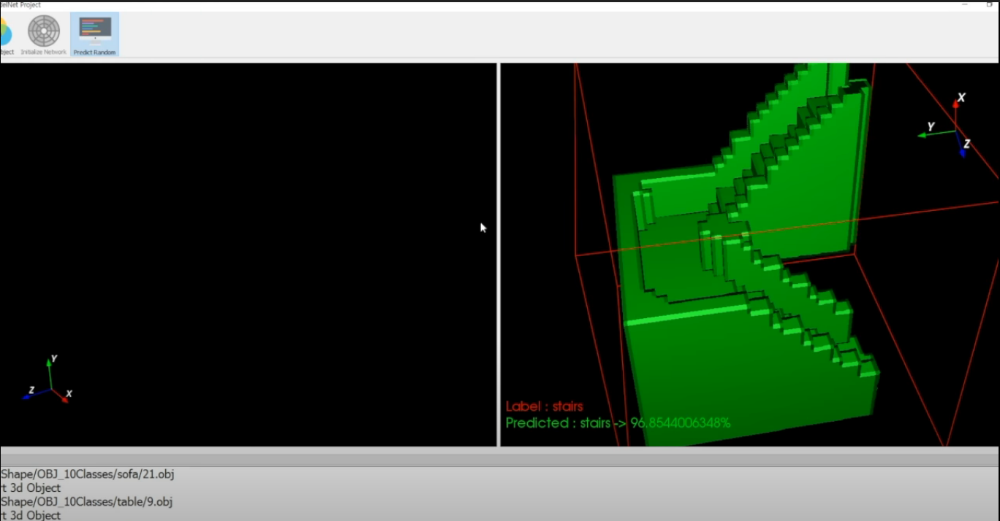 delNet Project
bject Initialize Network Predict Random
X
Y
Z
Y
Z
X
Label : stairs
Predicted : stairs -> 96.8544006348%
Shape/OBJ_10Classes/sofa/21.obj
t 3d Object
Shape/OBJ_10Classes/table/9.obj
t 3d Object